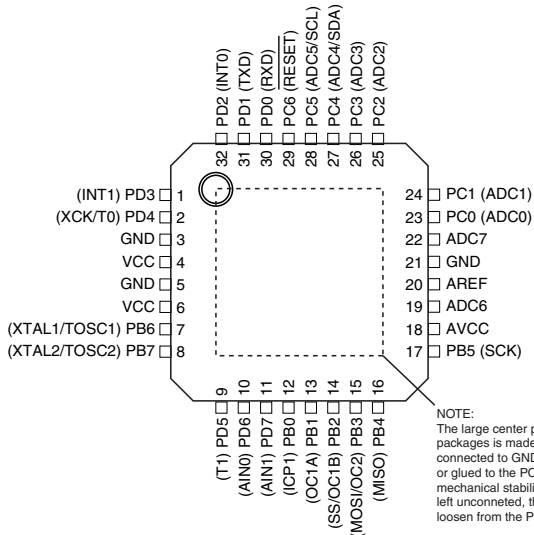 32 PD2 (INT0)
31 PD1 (TXD)
30 PD0 (RXD)
29 PC6 (RESET)
28 PC5 (ADC5/SCL)
27 PC4 (ADC4/SDA)
26 PC3 (ADC3)
25 PC2 (ADC2)
(INT1) PD3 1
(XCK/T0) PD4 2
GND 3
VCC 4
GND 5
VCC 6
(XTAL1/TOSC1) PB6 7
(XTAL2/TOSC2) PB7 8
24 PC1 (ADC1)
23 PC0 (ADC0)
22 ADC7
21 GND
20 AREF
19 ADC6
18 AVCC
17 PB5 (SCK)
(T1) PD5 9
(AIN0) PD6 10
(AIN1) PD7 11
(ICP1) PB0 12
(OC1A) PB1 13
(SS/OC1B) PB2 14
(MOSI/OC2) PB3 15
(MISO) PB4 16
NOTE:
The large center
packages is made
connected to GND
or glued to the PC
mechanical stabili
left unconneted, th
loosen from the P